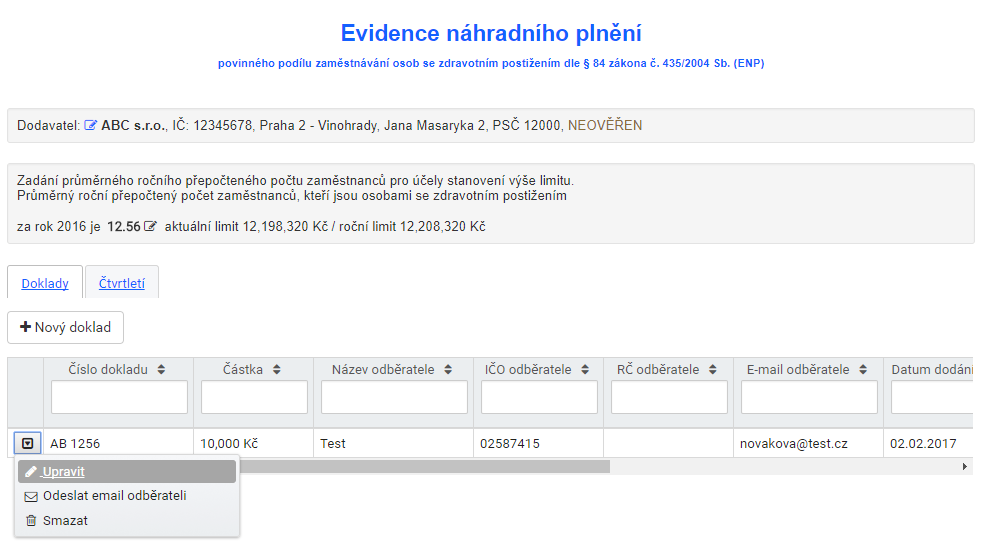 Evidence náhradního plnění
povinného podílu zaměstnávání osob se zdravotním postižením dle § 84 zákona č. 435/2004 Sb. (ENP)
Dodavatel: ABC s.r.o., IČ: 12345678, Praha 2 - Vinohrady, Jana Masaryka 2, PSČ 12000, NEOVĚŘEN
Zadání průměrného ročního přepočteného počtu zaměstnanců pro účely stanovení výše limitu.
Průměrný roční přepočtený počet zaměstnanců, kteří jsou osobami se zdravotním postižením
za rok 2016 je 12.56 aktuální limit 12,198,320 Kč / roční limit 12,208,320 Kč
Doklady Čtvrtletí
Nový doklad
Číslo dokladu Částka Název odběratele IČO odběratele RČ odběratele E-mail odběratele Datum dodání
AB 1256 10,000 Kč Test 02587415 novakova@test.cz 02.02.2017
Upravit
Odeslat email odběrateli
Smazat